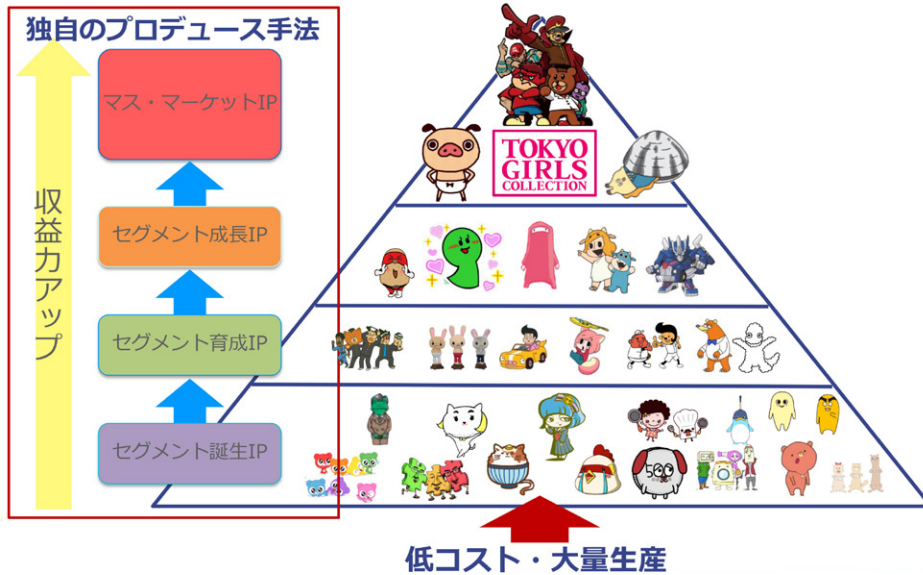 独自のプロデュース手法
マス・マーケットIP
TOKYO
GIRLS
COLLECTION
収益力アップ
セグメント成長IP
セグメント育成IP
セグメント誕生IP
500
低コスト・大量生産